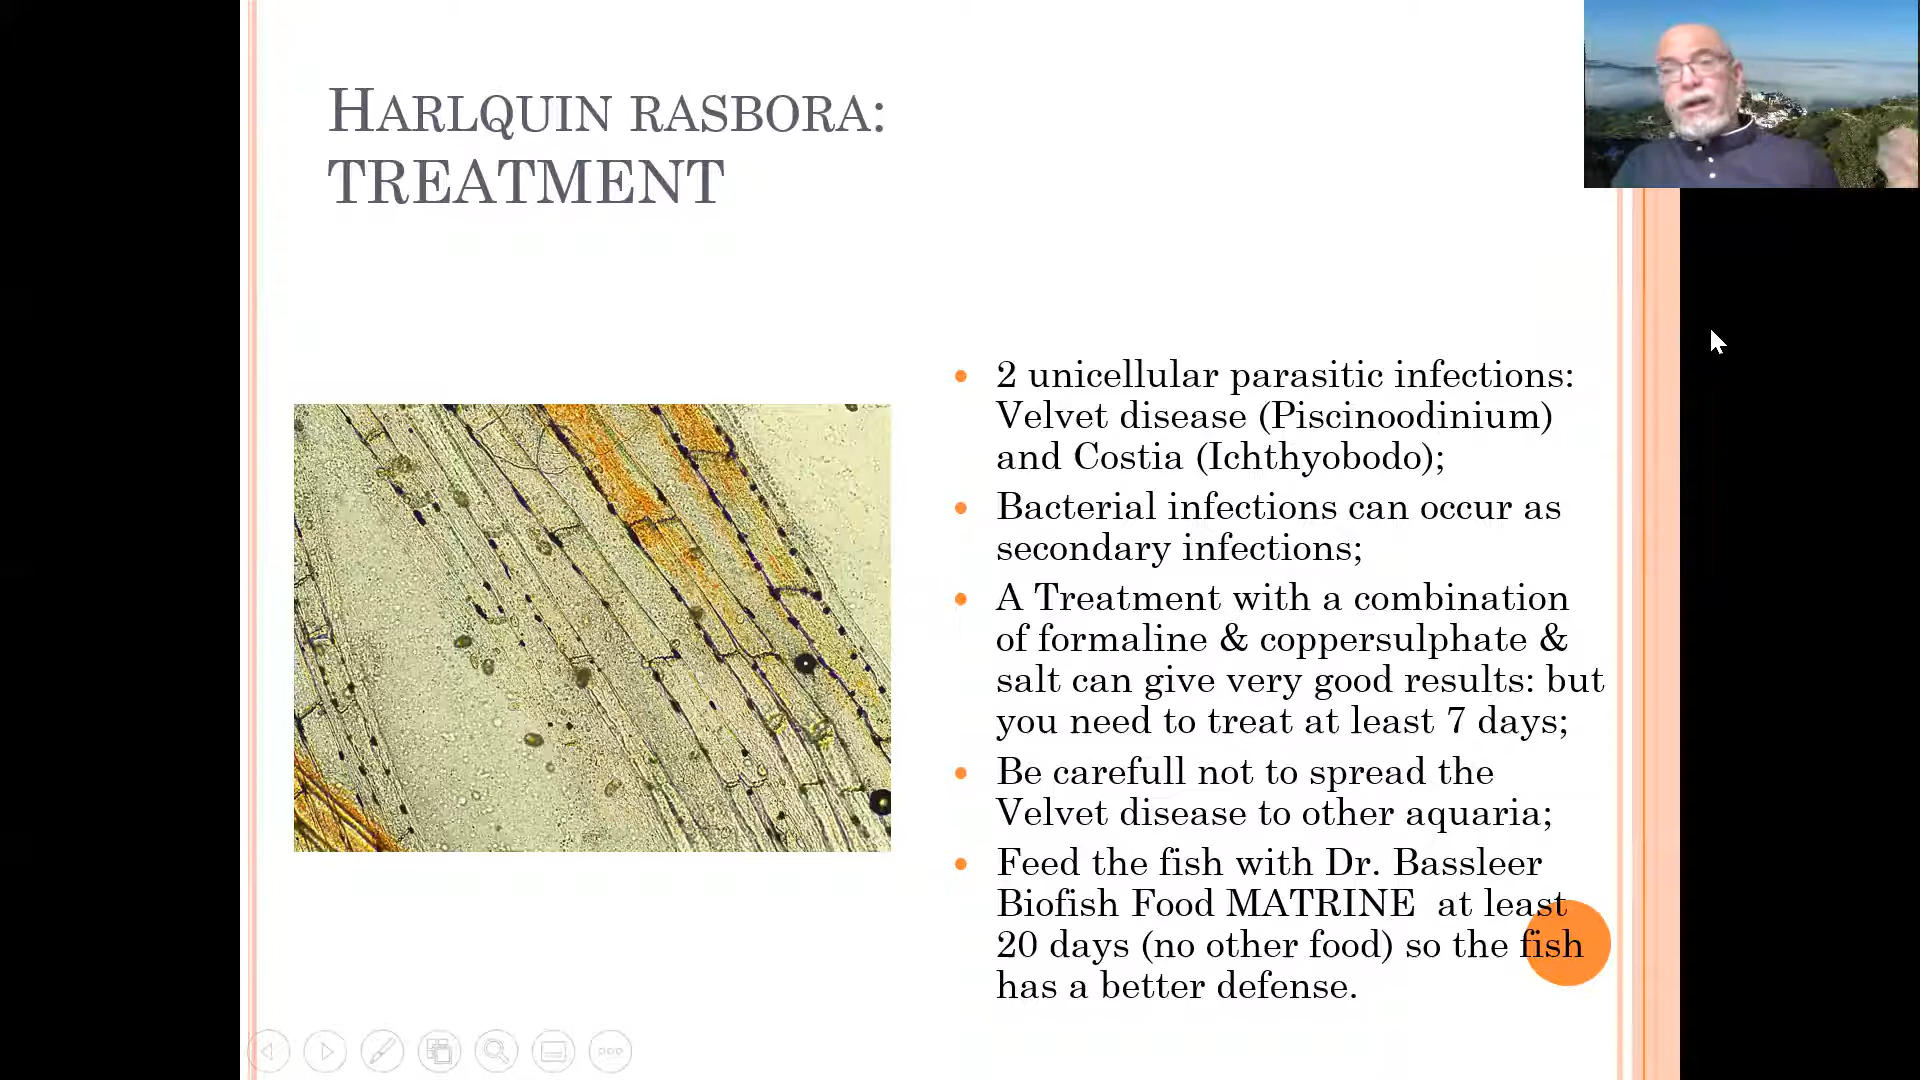 HARLQUIN RASBORA:
TREATMENT
• 2 unicellular parasitic infections:
Velvet disease (Piscinoodinium)
and Costia (Ichthyobodo);
• Bacterial infections can occur as
secondary infections;
• A Treatment with a combination
of formaline & coppersulphate &
salt can give very good results: but
you need to treat at least 7 days;
• Be carefull not to spread the
Velvet disease to other aquaria;
• Feed the fish with Dr. Bassleer
Biofish Food MATRINE at least
20 days (no other food) so the fish
has a better defense.